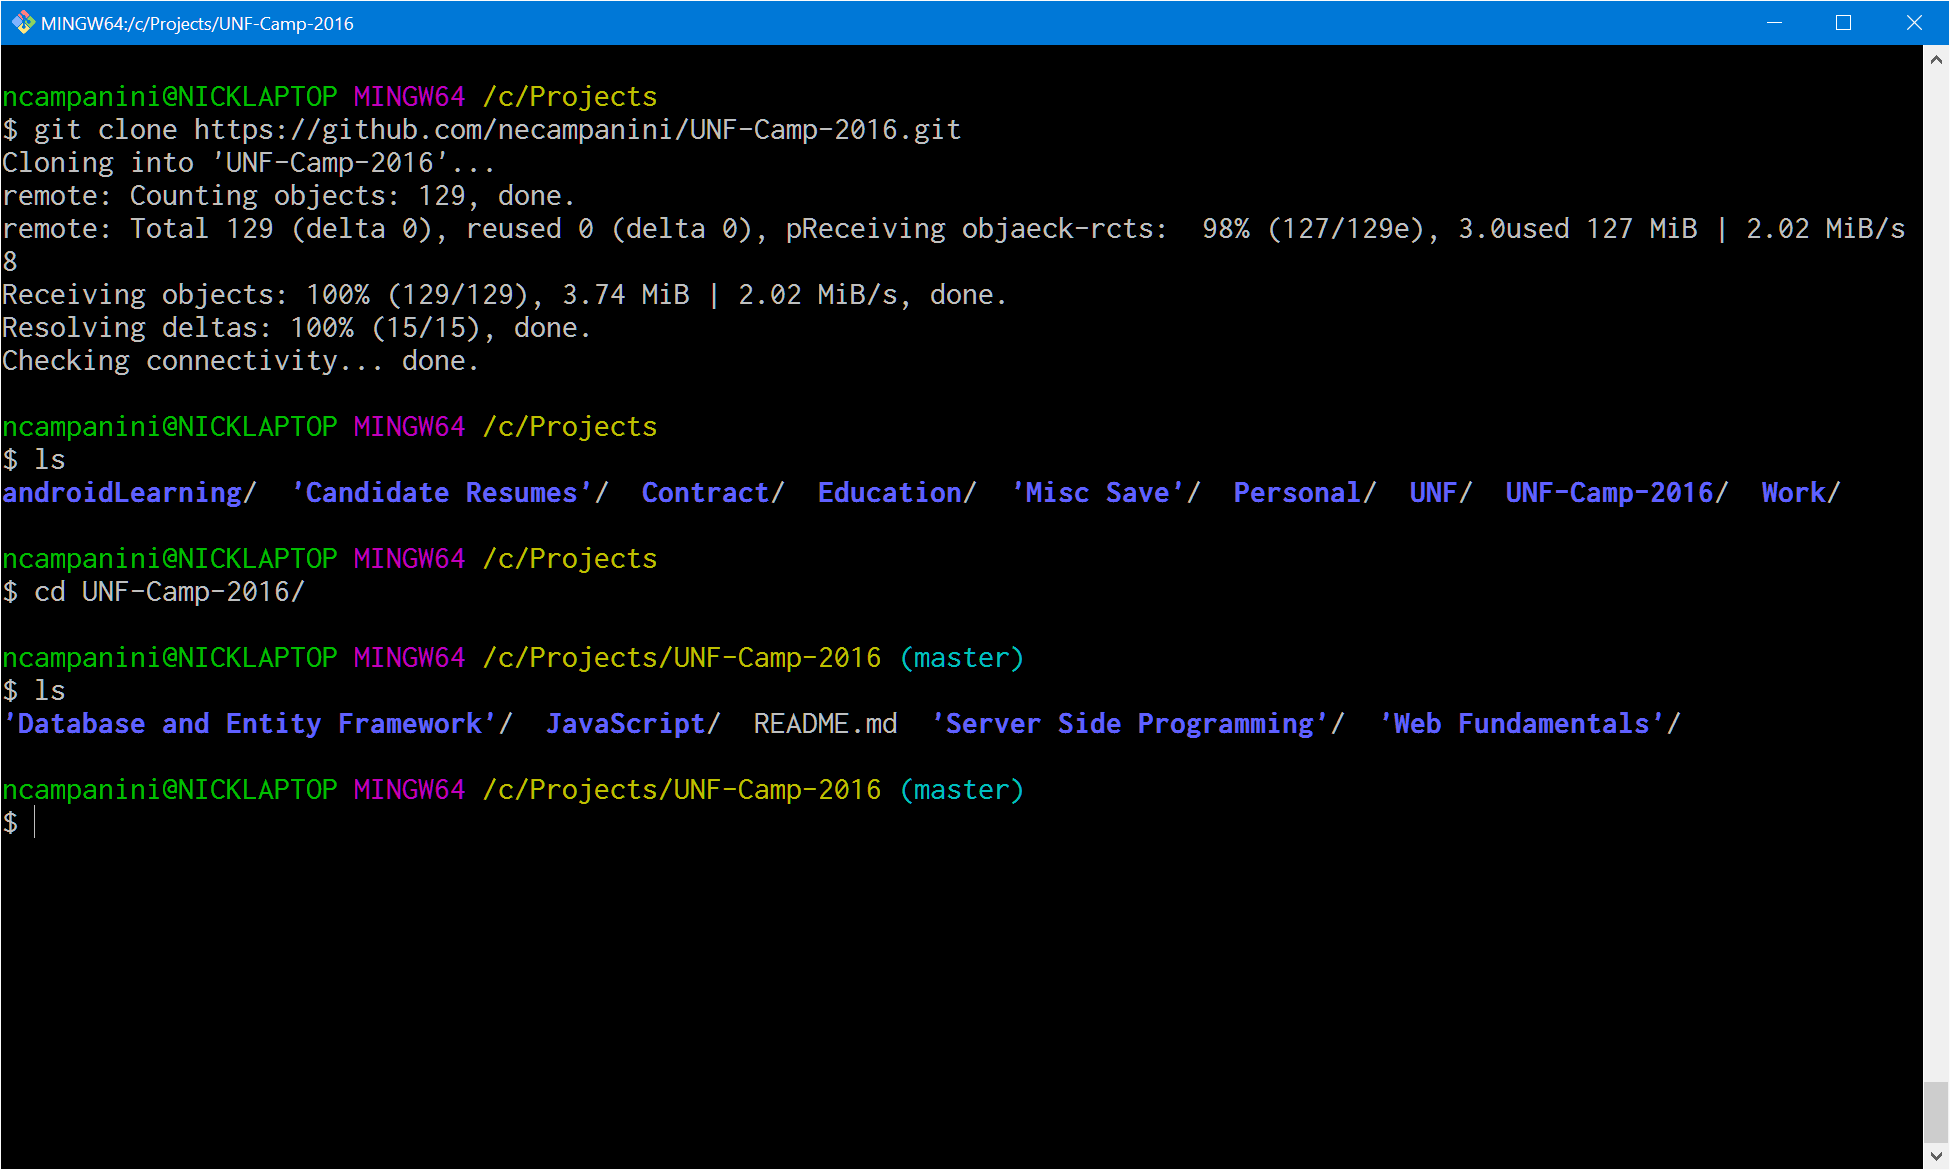 MINGW64:/c/Projects/UNF-Camp-2016
ncampanini@NICKLAPTOP MINGW64 /c/Projects
$ git clone https://github.com/necampanini/UNF-Camp-2016.git
Cloning into 'UNF-Camp-2016'...
remote: Counting objects: 129, done.
remote: Total 129 (delta 0), reused 0 (delta 0), pReceiving objaeck-rcts:  98% (127/129e), 3.0used 127 MiB | 2.02 MiB/s
8
Receiving objects: 100% (129/129), 3.74 MiB | 2.02 MiB/s, done.
Resolving deltas: 100% (15/15), done.
Checking connectivity... done.
ncampanini@NICKLAPTOP MINGW64 /c/Projects
$ ls
androidLearning/  'Candidate Resumes'/  Contract/  Education/  'Misc Save'/  Personal/  UNF/  UNF-Camp-2016/  Work/
ncampanini@NICKLAPTOP MINGW64 /c/Projects
$ cd UNF-Camp-2016/
ncampanini@NICKLAPTOP MINGW64 /c/Projects/UNF-Camp-2016 (master)
$ ls
'Database and Entity Framework'/  JavaScript/  README.md  'Server Side Programming'/  'Web Fundamentals'/
ncampanini@NICKLAPTOP MINGW64 /c/Projects/UNF-Camp-2016 (master)
$